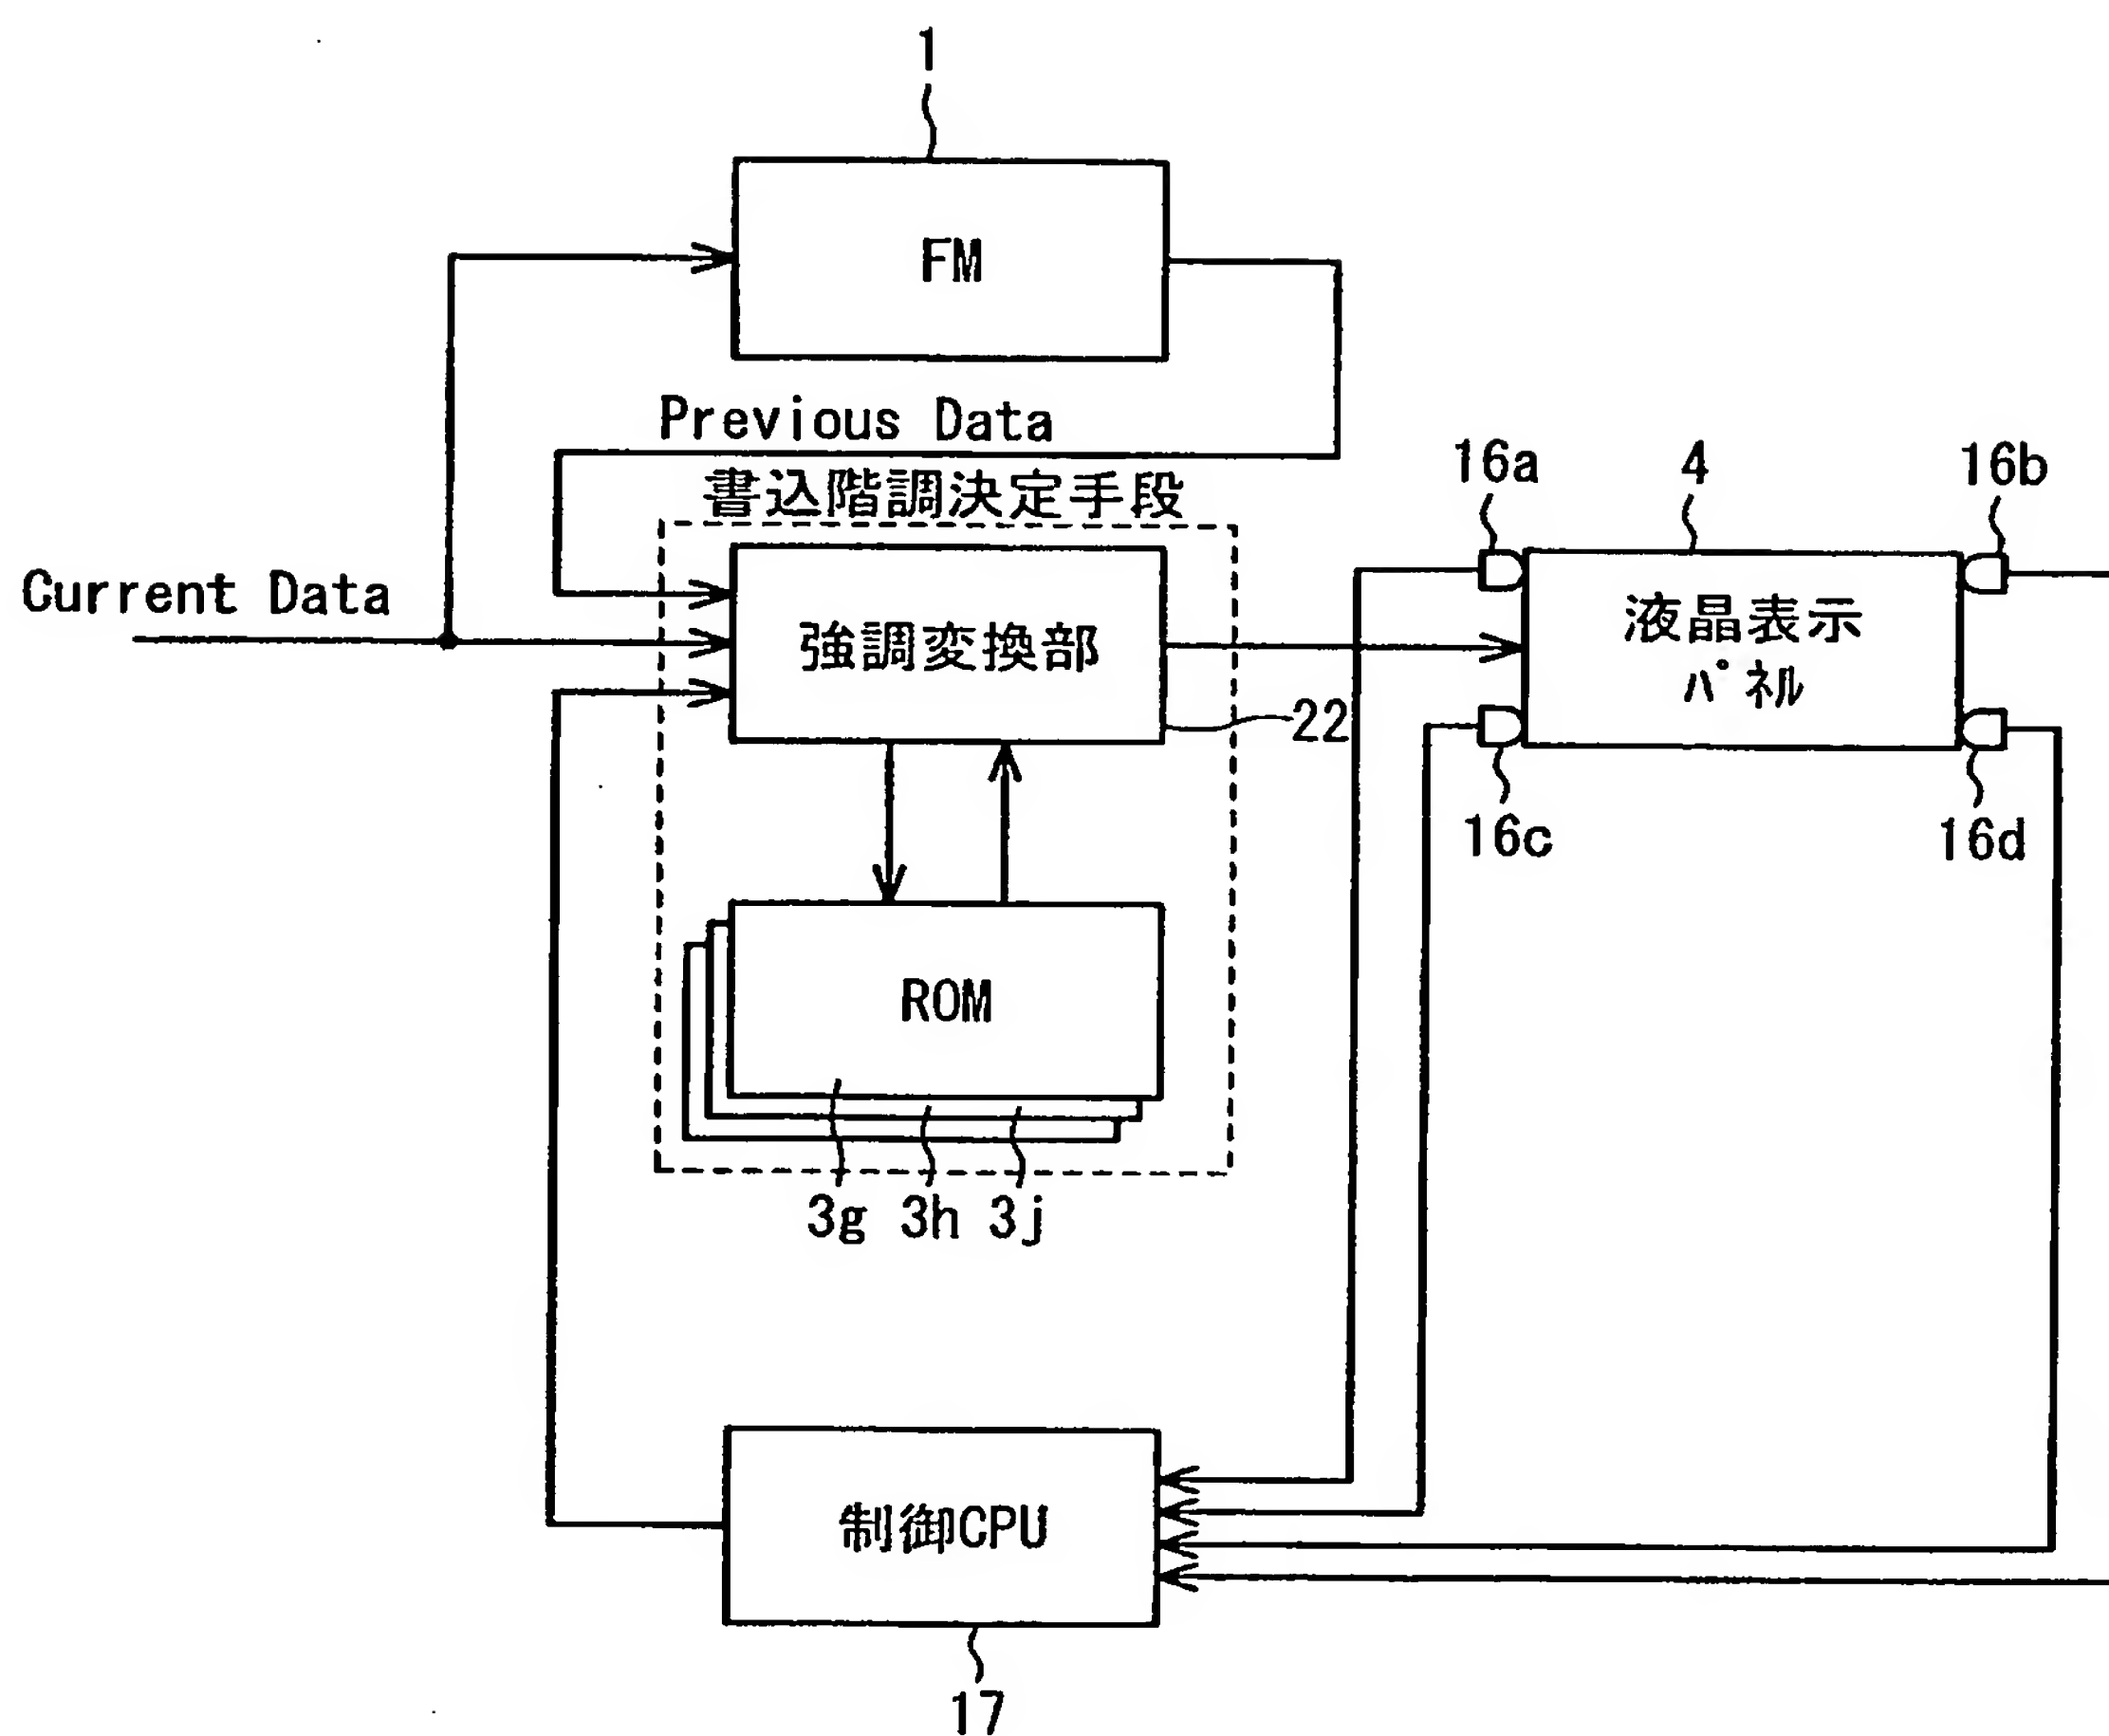 1
FM
Previous Data
書込階調決定手段
16a
4
16b
Current Data
強調変換部
液晶表示
パネル
22
16c
16d
ROM
3g 3h 3j
制御CPU
17